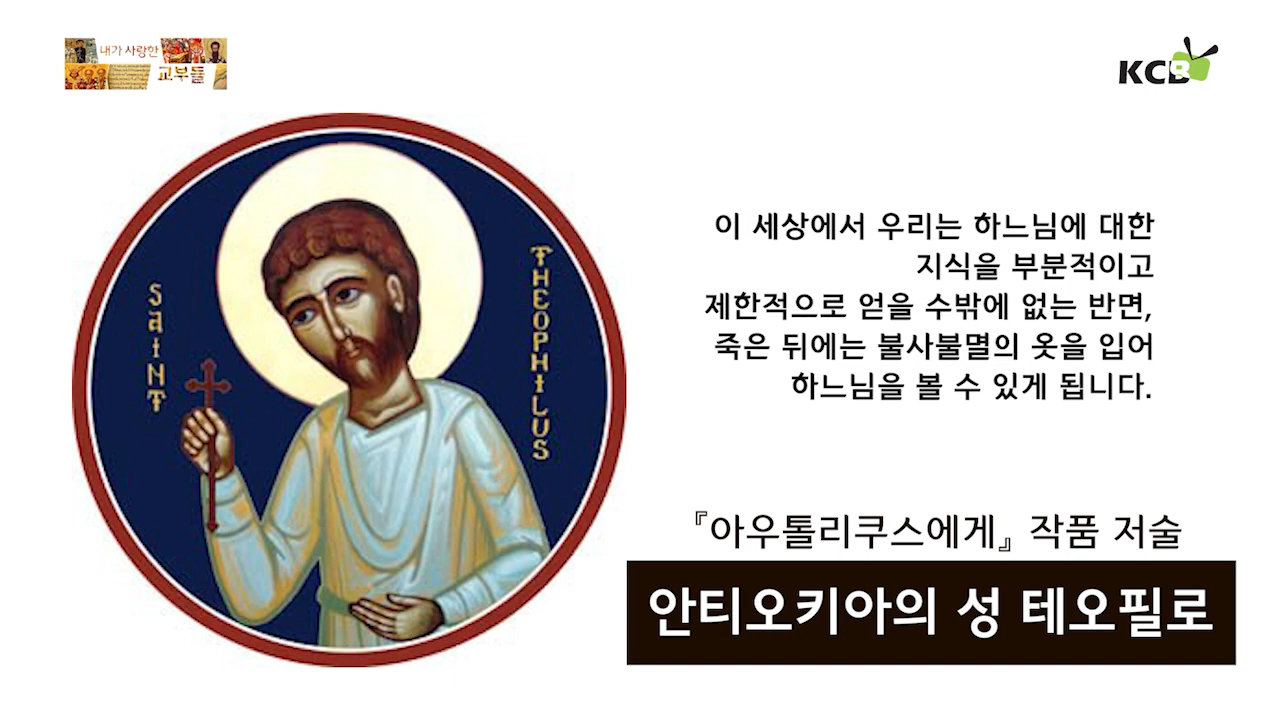 내가 사랑한
교부들
KCB
SaiNT
THEOPHILUS
이 세상에서 우리는 하느님에 대한
지식을 부분적이고
제한적으로 얻을 수밖에 없는 반면,
죽은 뒤에는 불사불멸의 옷을 입어
하느님을 볼 수 있게 됩니다.
『아우톨리쿠스에게』 작품 저술
안티오키아의 성 테오필로